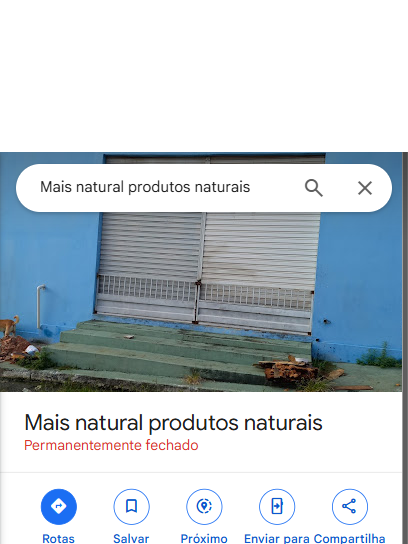 Mais natural produtos naturais
Mais natural produtos naturais
Permanentemente fechado
Rotas
Salvar
Próximo
Enviar para
Compartilha